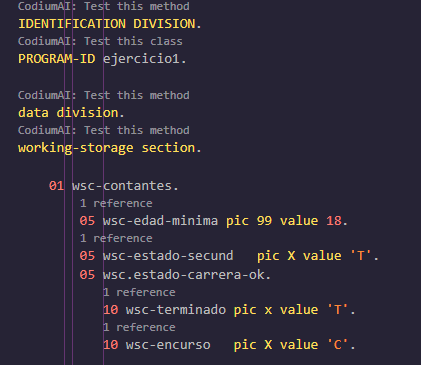 CodiumAI: Test this method
IDENTIFICATION DIVISION.
CodiumAI: Test this class
PROGRAM-ID ejercicio1.
CodiumAI: Test this method
data division.
CodiumAI: Test this method
working-storage section.
01 wsc-contantes.
1 reference
05 wsc-edad-minima pic 99 value 18.
1 reference
05 wsc-estado-secund pic X value 'T'.
05 wsc.estado-carrera-ok.
1 reference
10 wsc-terminado pic x value 'T'.
1 reference
10 wsc-encurso pic X value 'C'.